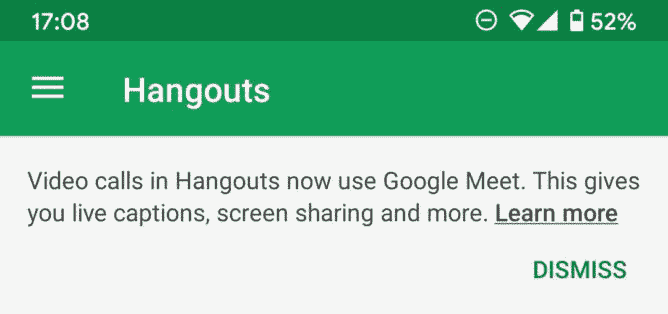 17:08 52%
Hangouts
Video calls in Hangouts now use Google Meet. This gives
you live captions, screen sharing and more. Learn more
DISMISS